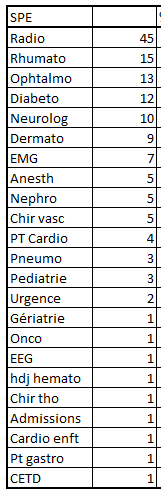 SPE
Radio 45
Rhumato 15
Ophtalmo 13
Diabeto 12
Neurolog 10
Dermato 9
EMG 7
Anesth 5
Nephro 5
Chir vasc 5
PT Cardio 4
Pneumo 3
Pediatrie 3
Urgence 2
Gériatrie 1
Onco 1
EEG 1
hdj hemato 1
Chir tho 1
Admissions 1
Cardio enft 1
Pt gastro 1
CETD 1